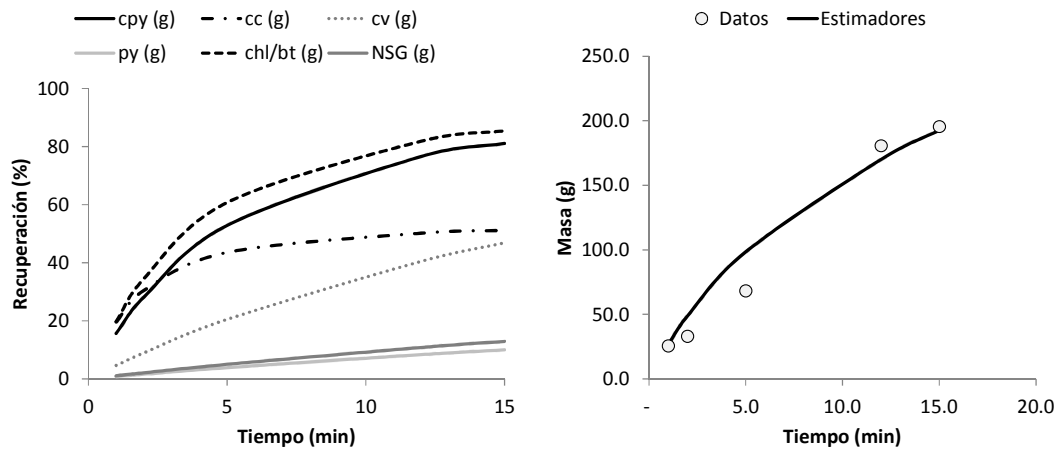 cpy (g) cc (g) cv (g)
py (g) chl/bt (g) NSG (g)
100
80
60
40
20
0
Recuperación (%)
0 5 10 15
Tiempo (min)
Datos Estimadores
250.0
200.0
150.0
100.0
50.0
0.0
Masa (g)
- 5.0 10.0 15.0 20.0
Tiempo (min)